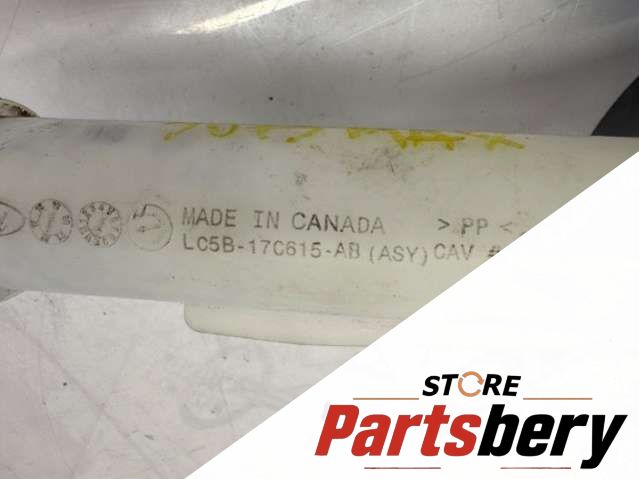 MADE IN CANADA >PP<
LC5B-17C615-AB (ASY) CAV #
STORE
Partsbery